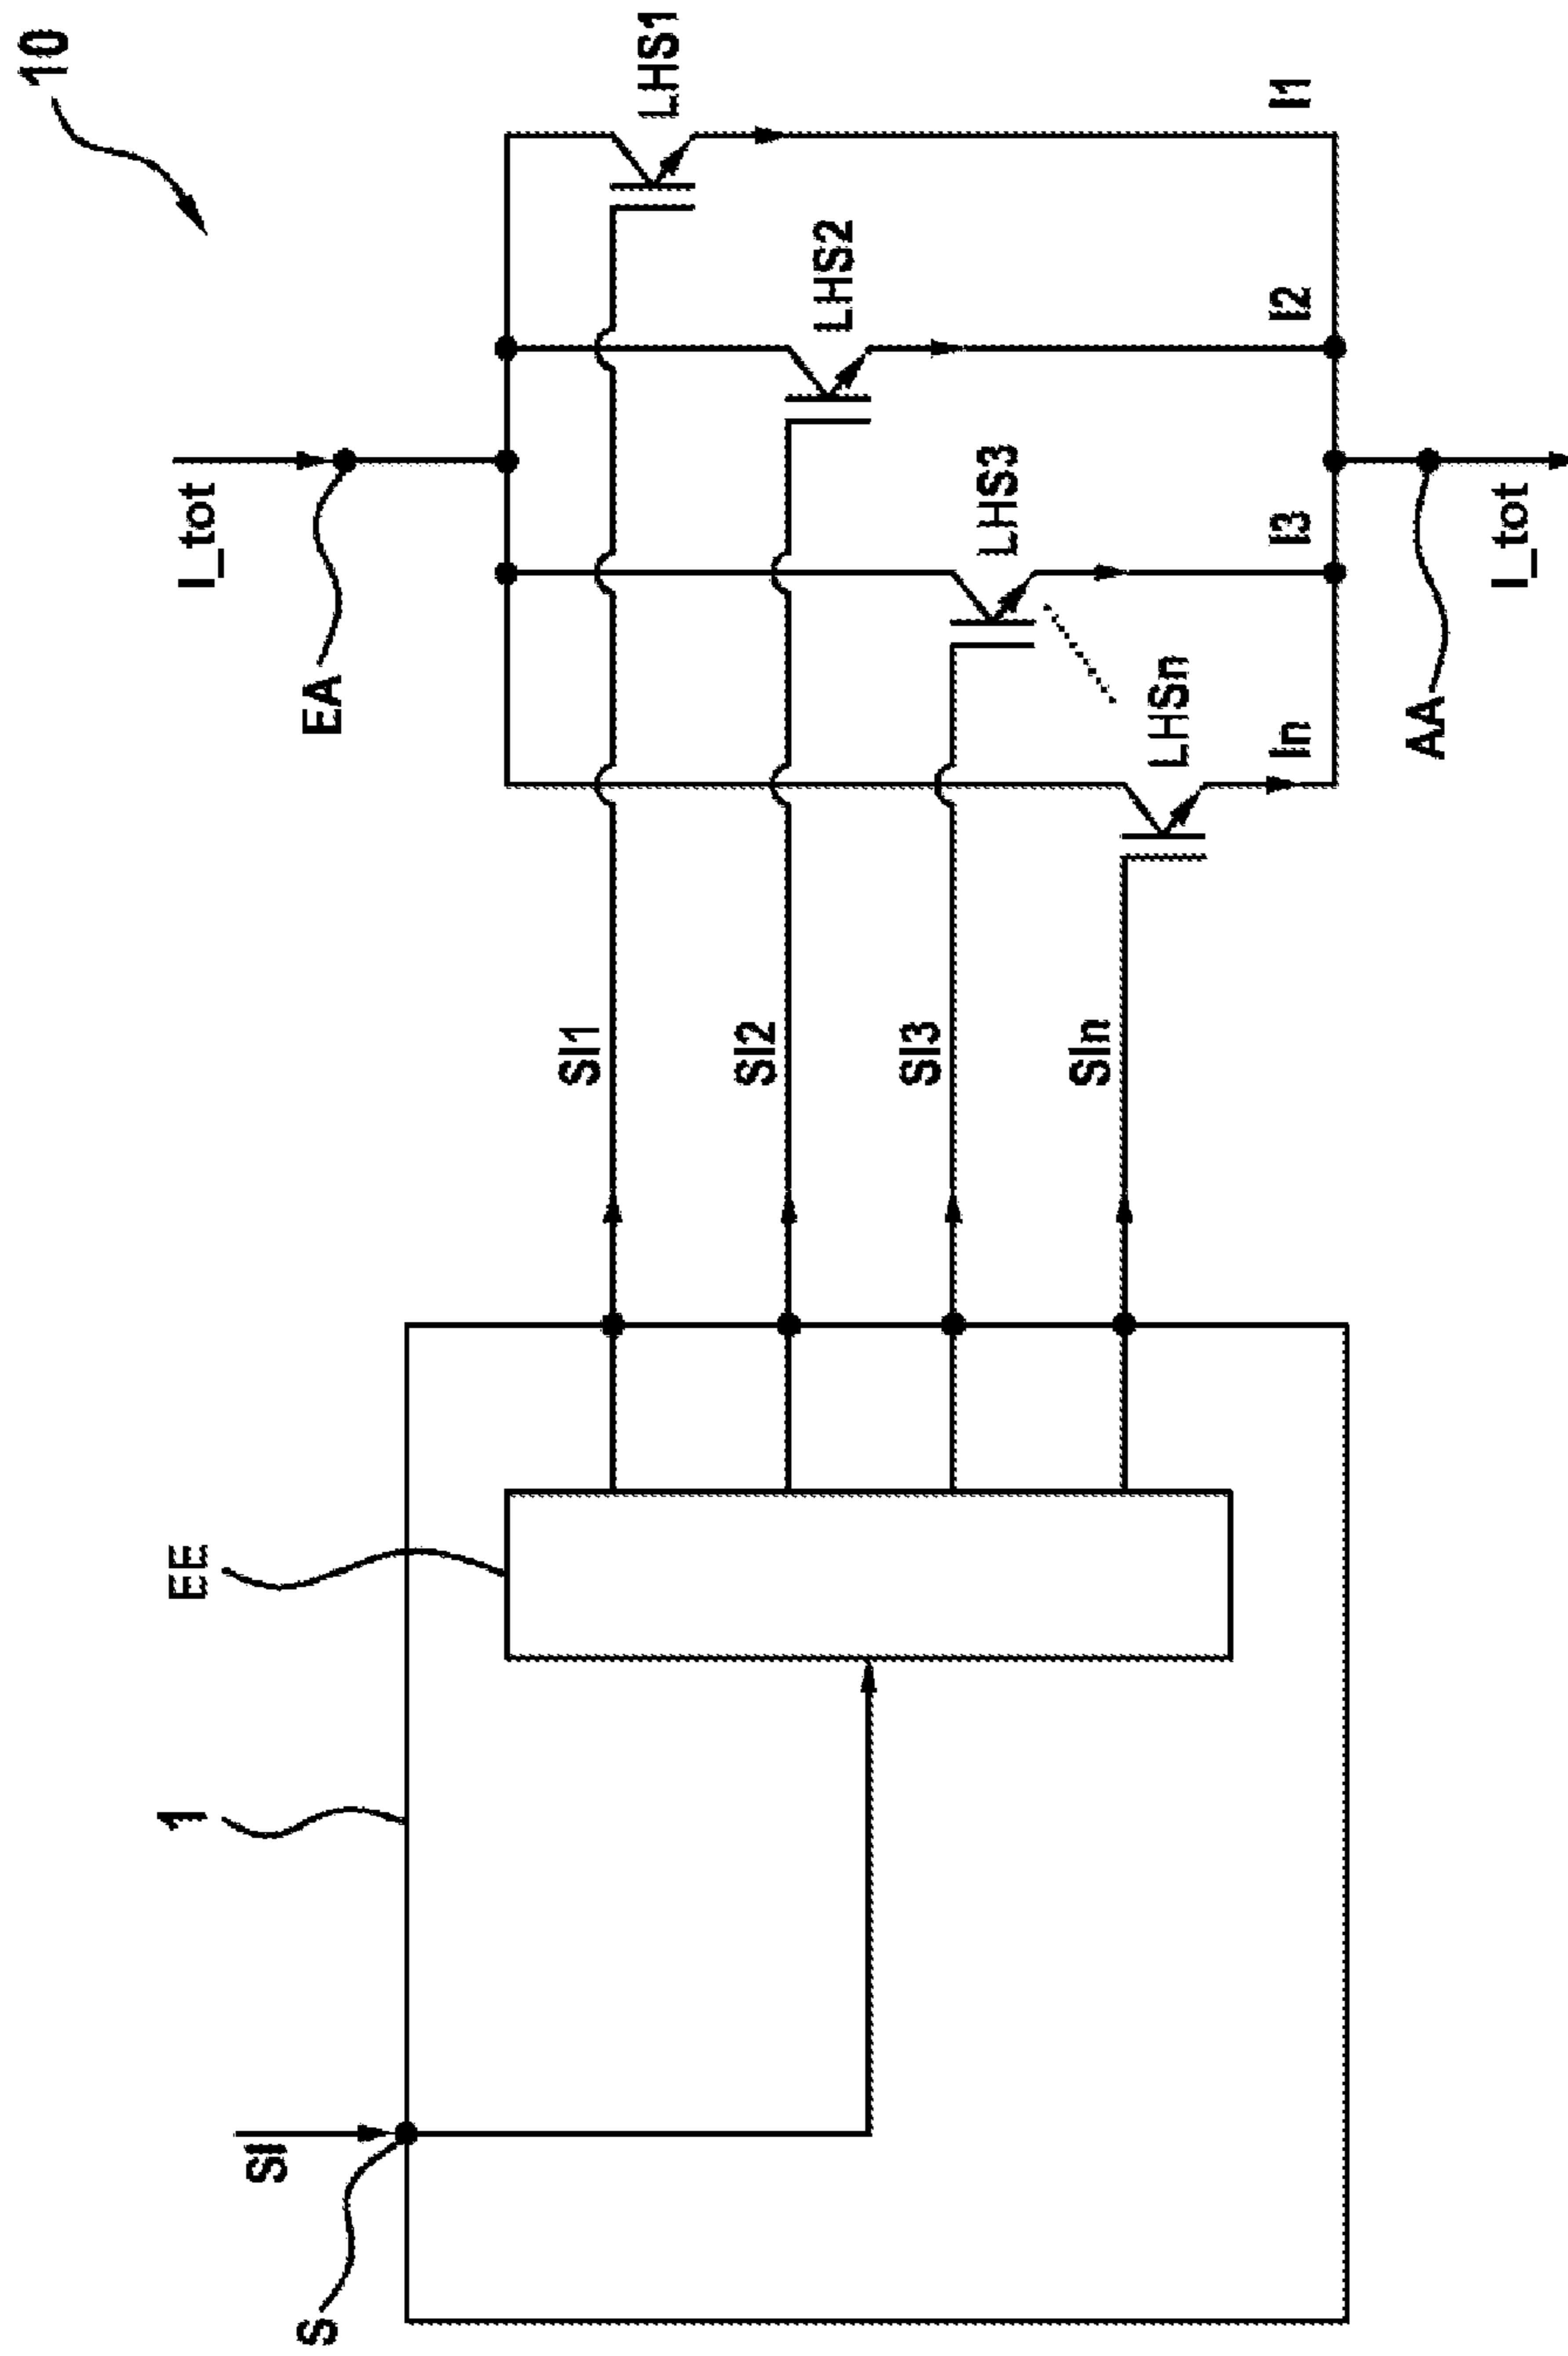 10
I_tot
EA
LHS1
LHS2
LHS3
LHSn
I1
I2
I3
In
AA
I_tot
SI1
SI2
SI3
SIn
EE
1
SI
S